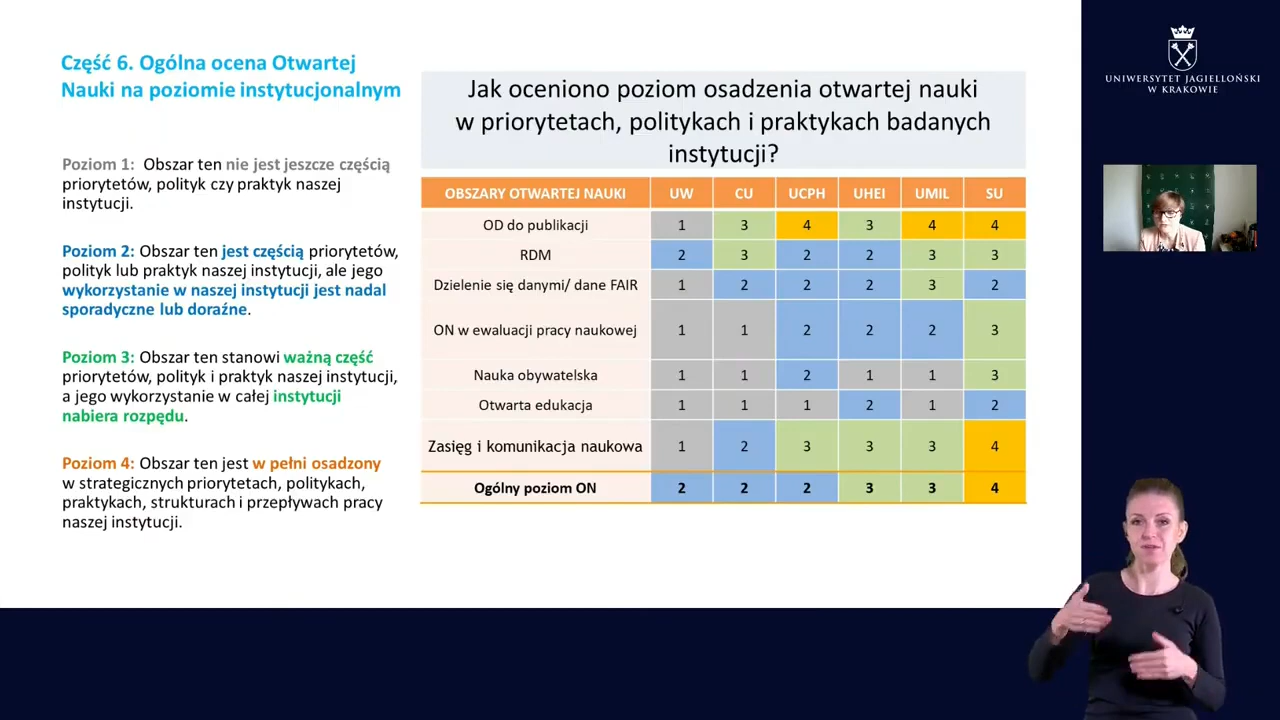 Część 6. Ogólna ocena Otwartej
Nauki na poziomie instytucjonalnym
Poziom 1: Obszar ten nie jest jeszcze częścią
priorytetów, polityk czy praktyk naszej
instytucji.
Poziom 2: Obszar ten jest częścią priorytetów,
polityk lub praktyk naszej instytucji, ale jego
wykorzystanie w naszej instytucji jest nadal
sporadyczne lub doraźne.
Poziom 3: Obszar ten stanowi ważną część
priorytetów, polityk i praktyk naszej instytucji,
a jego wykorzystanie w całej instytucji
nabiera rozpędu.
Poziom 4: Obszar ten jest w pełni osadzony
w strategicznych priorytetach, politykach,
praktykach, strukturach i przepływach pracy
naszej instytucji.
Jak oceniono poziom osadzenia otwartej nauki
w priorytetach, politykach i praktykach badanych
instytucji?
OBSZARY OTWARTEJ NAUKI UW CU UCPH UHEI UMIL SU
OD do publikacji 1 3 4 3 4 4
RDM 2 3 2 2 3 3
Dzielenie się danymi/ dane FAIR 1 2 2 2 3 2
ON w ewaluacji pracy naukowej 1 1 2 2 2 3
Nauka obywatelska 1 1 2 1 1 3
Otwarta edukacja 1 1 1 2 1 2
Zasięg i komunikacja naukowa 1 2 3 3 3 4
Ogólny poziom ON 2 2 2 3 3 4
UNIWERSYTET JAGIELLOŃSKI
W KRAKOWIE